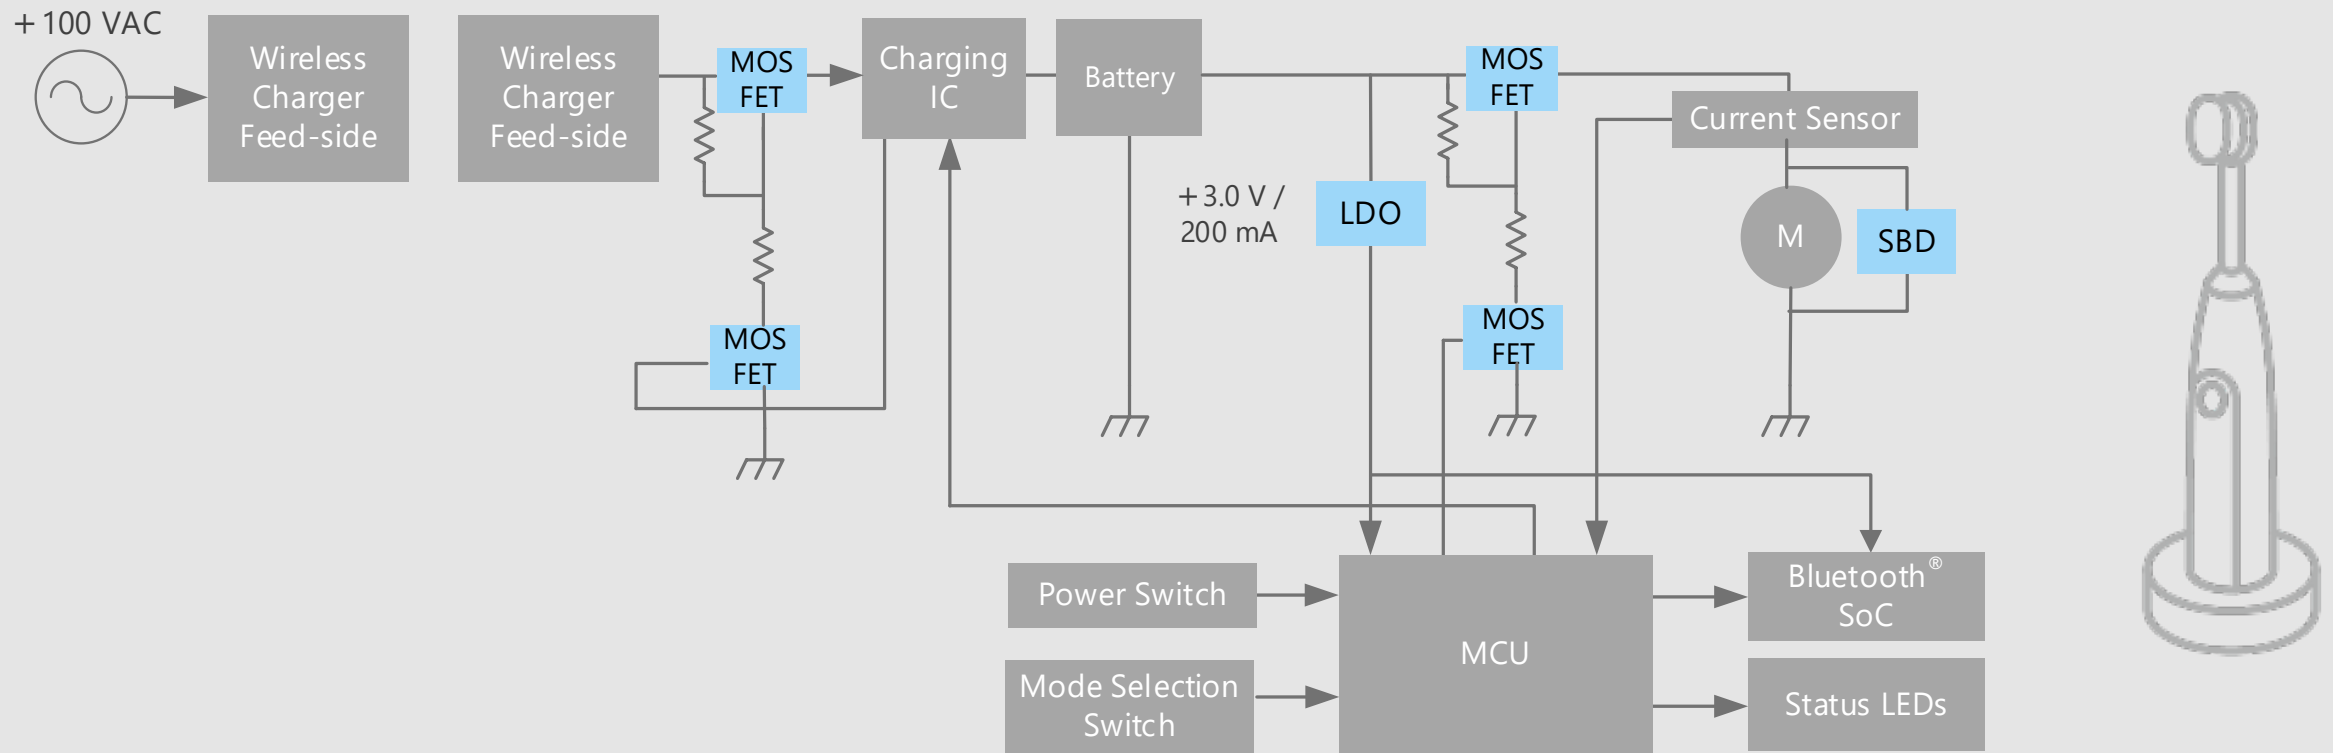 +100 VAC
Wireless
Charger
Feed-side
Wireless
Charger
Feed-side
MOS
FET
Charging
IC
Battery
MOS
FET
Current Sensor
+3.0 V /
200 mA
LDO
M
SBD
MOS
FET
MOS
FET
Power Switch
Mode Selection
Switch
MCU
Bluetooth®
SoC
Status LEDs